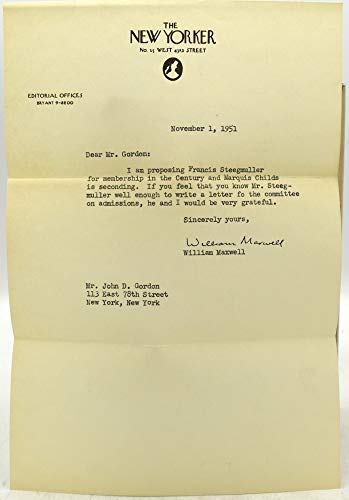 THE
NEW YORKER
No. 25 WEST 43RD STREET
EDITORIAL OFFICES
BRYANT 9-8200
November 1, 1951
Dear Mr. Gordon:
I am proposing Francis Steegmuller
for membership in the Century and Marquis Childs
is seconding. If you feel that you know Mr. Steeg-
muller well enough to write a letter fo the committee
on admissions, he and I would be very grateful.
Sincerely yours,
William Maxwell
William Maxwell
Mr. John D. Gordon
113 East 78th Street
New York, New York